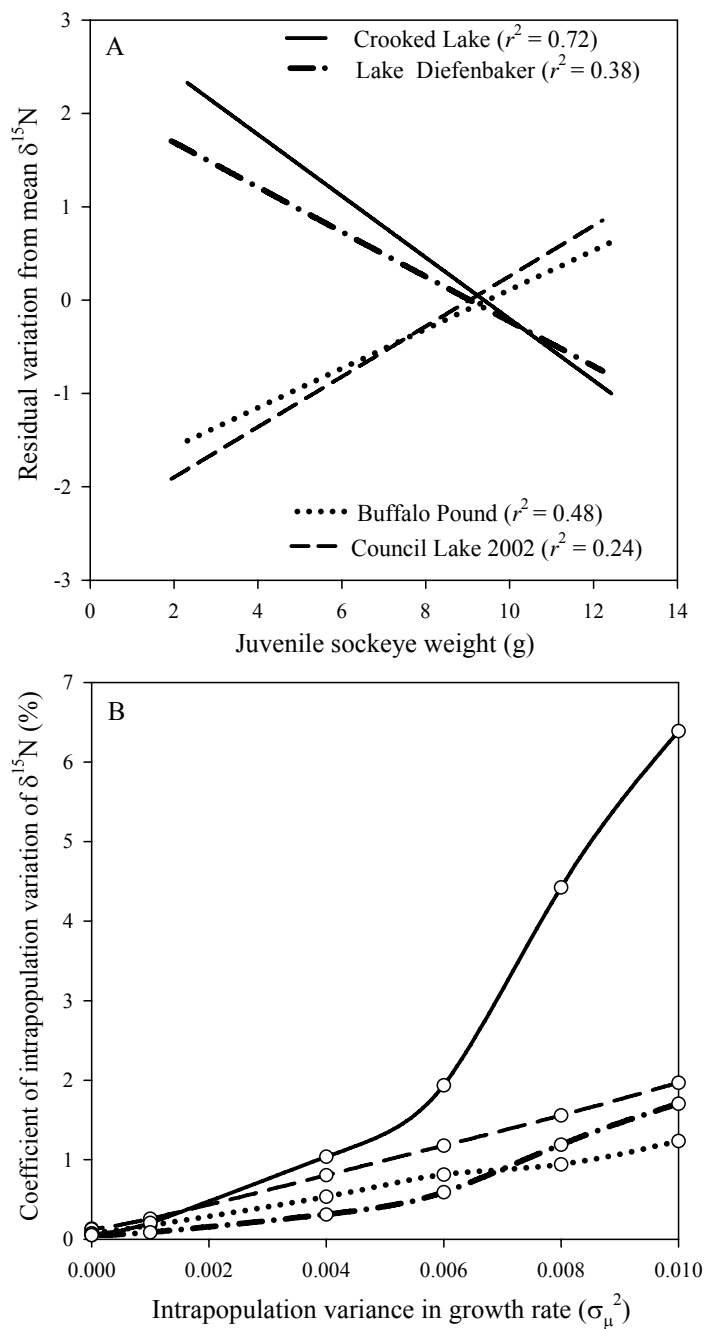 A
Crooked Lake (r² = 0.72)
Lake Diefenbaker (r² = 0.38)
Residual variation from mean δ¹⁵N
3
2
1
0
-1
-2
-3
Buffalo Pound (r² = 0.48)
Council Lake 2002 (r² = 0.24)
0 2 4 6 8 10 12 14
Juvenile sockeye weight (g)
B
Coefficient of intrapopulation variation of δ¹⁵N (%)
7
6
5
4
3
2
1
0
0.000 0.002 0.004 0.006 0.008 0.010
Intrapopulation variance in growth rate (σμ²)